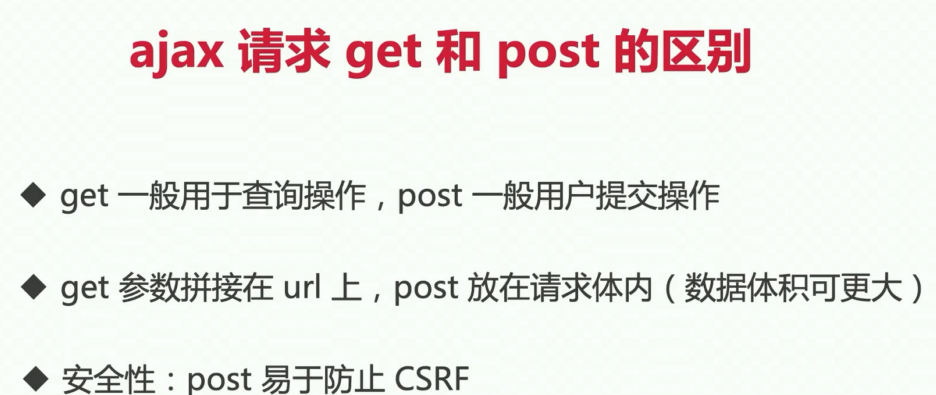 ajax 请求 get 和 post 的区别
◆ get 一般用于查询操作，post 一般用户提交操作
◆ get 参数拼接在 url 上，post 放在请求体内（数据体积可更大）
◆ 安全性：post 易于防止 CSRF